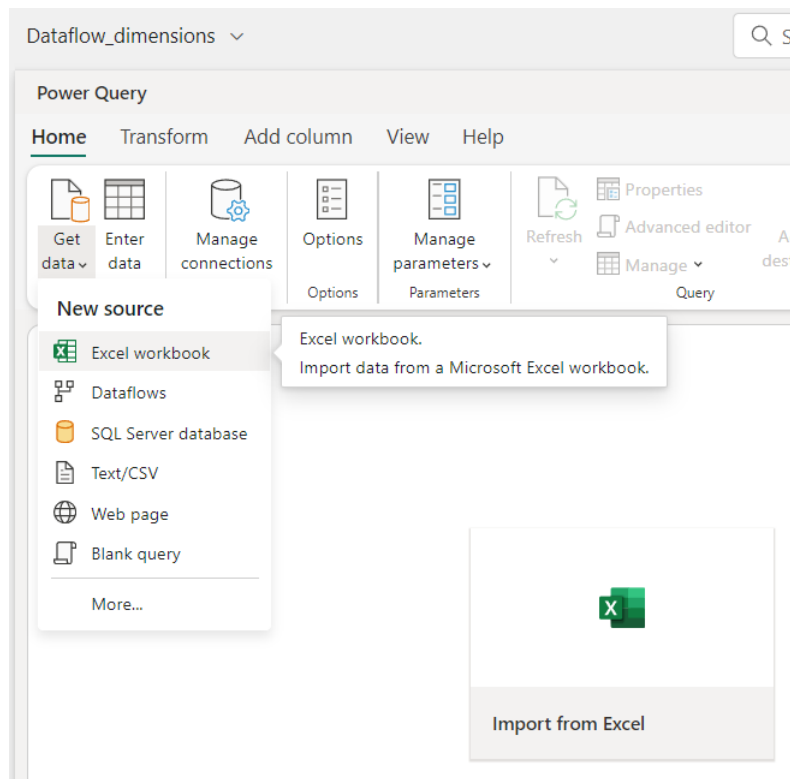 Dataflow_dimensions
Power Query
Home Transform Add column View Help
Get data
Enter data
Manage connections
Options
Manage parameters
Refresh
Properties
Advanced editor
Manage
Options
Parameters
Query
New source
Excel workbook
Dataflows
SQL Server database
Text/CSV
Web page
Blank query
More...
Excel workbook.
Import data from a Microsoft Excel workbook.
Import from Excel